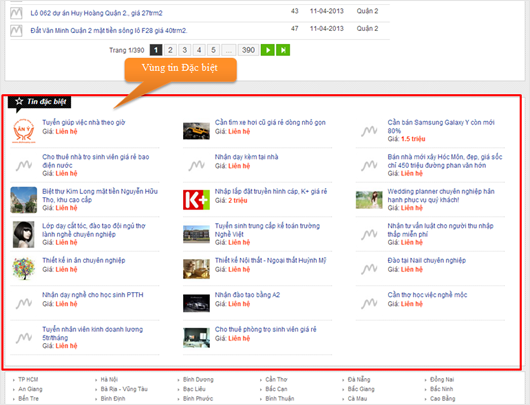 Lô 062 dự án Huy Hoàng Quận 2., giá 27trm2 43 11-04-2013 Quận 2
Đất Văn Minh Quận 2 mặt tiền sông lô F28 giá 40trm2. 47 11-04-2013 Quận 2
Trang 1/390 1 2 3 4 5 ... 390
Vùng tin Đặc biệt
Tin đặc biệt
Tuyển giúp việc nhà theo giờ
Giá: Liên hệ
Cần tìm xe hơi cũ giá rẻ dòng nhỏ gọn
Giá: Liên hệ
Cần bán Samsung Galaxy Y còn mới
80%
Giá: 1.5 triệu
Cho thuê nhà trọ sinh viên giá rẻ bao
điện nước
Giá: Liên hệ
Nhận dạy kèm tại nhà
Giá: Liên hệ
Bán nhà mới xây Hóc Môn, đẹp, giá sốc
chỉ 450 triệu đường phan văn hớn
Giá: Liên hệ
Biệt thự Kim Long mặt tiền Nguyễn Hữu
Thọ, khu cao cấp
Giá: Liên hệ
K+
Nhập lắp đặt truyền hình cáp, K+ giá rẻ
Giá: 2 triệu
Wedding planner chuyên nghiệp hân
hạnh phục vụ quý khách!
Giá: Liên hệ
Lớp dạy cắt tóc, đào tạo đội ngũ thợ
lành nghề chuyên nghiệp
Giá: Liên hệ
Tuyển sinh trung cấp kế toán trường
Nghề Việt
Giá: Liên hệ
Nhận tư vấn luật cho người thu nhập
thấp miễn phí
Giá: Liên hệ
Thiết kế in ấn chuyên nghiệp
Giá: Liên hệ
Thiết kế Nội thất - Ngoại thất Huỳnh Mỹ
Giá: Liên hệ
Đào tại Nail chuyên nghiệp
Giá: Liên hệ
Nhận dạy nghề cho học sinh PTTH
Giá: Liên hệ
Nhận đào tạo bằng A2
Giá: Liên hệ
Cần thợ học việc nghề mộc
Giá: Liên hệ
Tuyển nhân viên kinh doanh lương
5tr/tháng
Giá: Liên hệ
Cho thuê phòng trọ sinh viên giá rẻ
Giá: Liên hệ
TP HCM Hà Nội Bình Dương Cần Thơ Đà Nẵng Đồng Nai
An Giang Bà Rịa - Vũng Tàu Bạc Liêu Bắc Cạn Bắc Giang Bắc Ninh
Bến Tre Bình Định Bình Phước Bình Thuận Cà Mau Cao Bằng